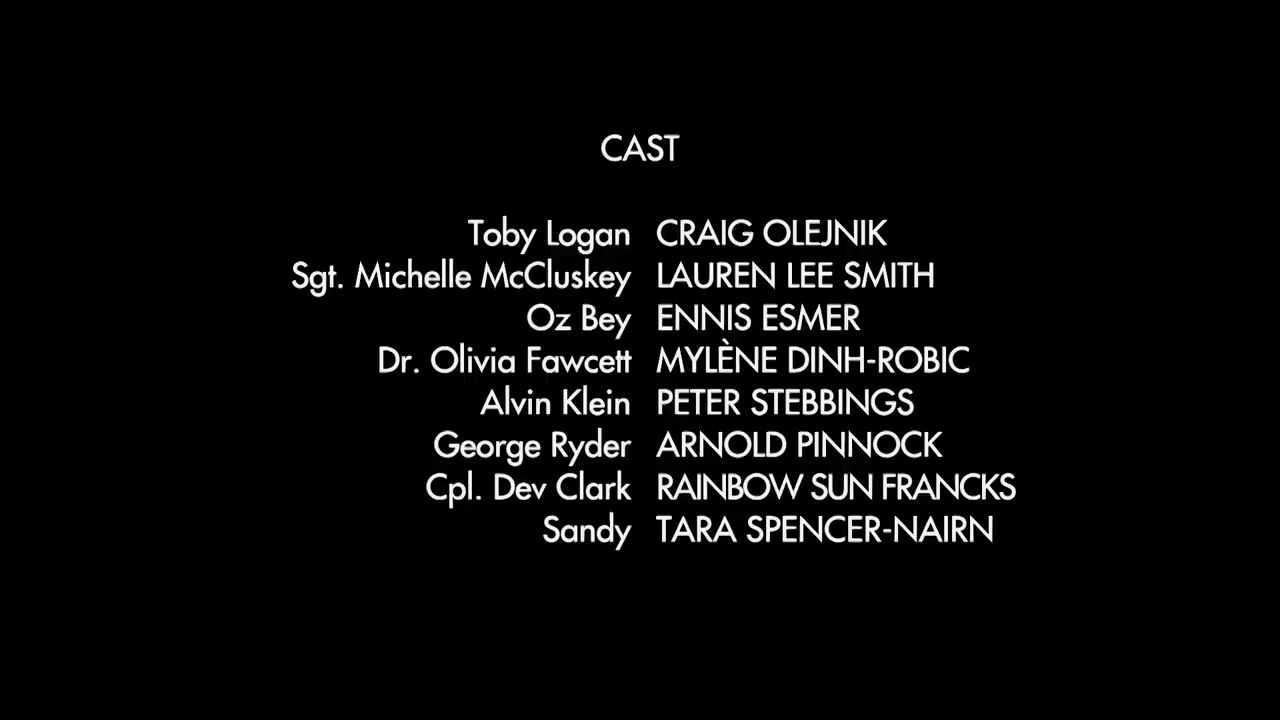 CAST
Toby Logan CRAIG OLEJNIK
Sgt. Michelle McCluskey LAUREN LEE SMITH
Oz Bey ENNIS ESMER
Dr. Olivia Fawcett MYLÈNE DINH-ROBIC
Alvin Klein PETER STEBBINGS
George Ryder ARNOLD PINNOCK
Cpl. Dev Clark RAINBOW SUN FRANCKS
Sandy TARA SPENCER-NAIRN